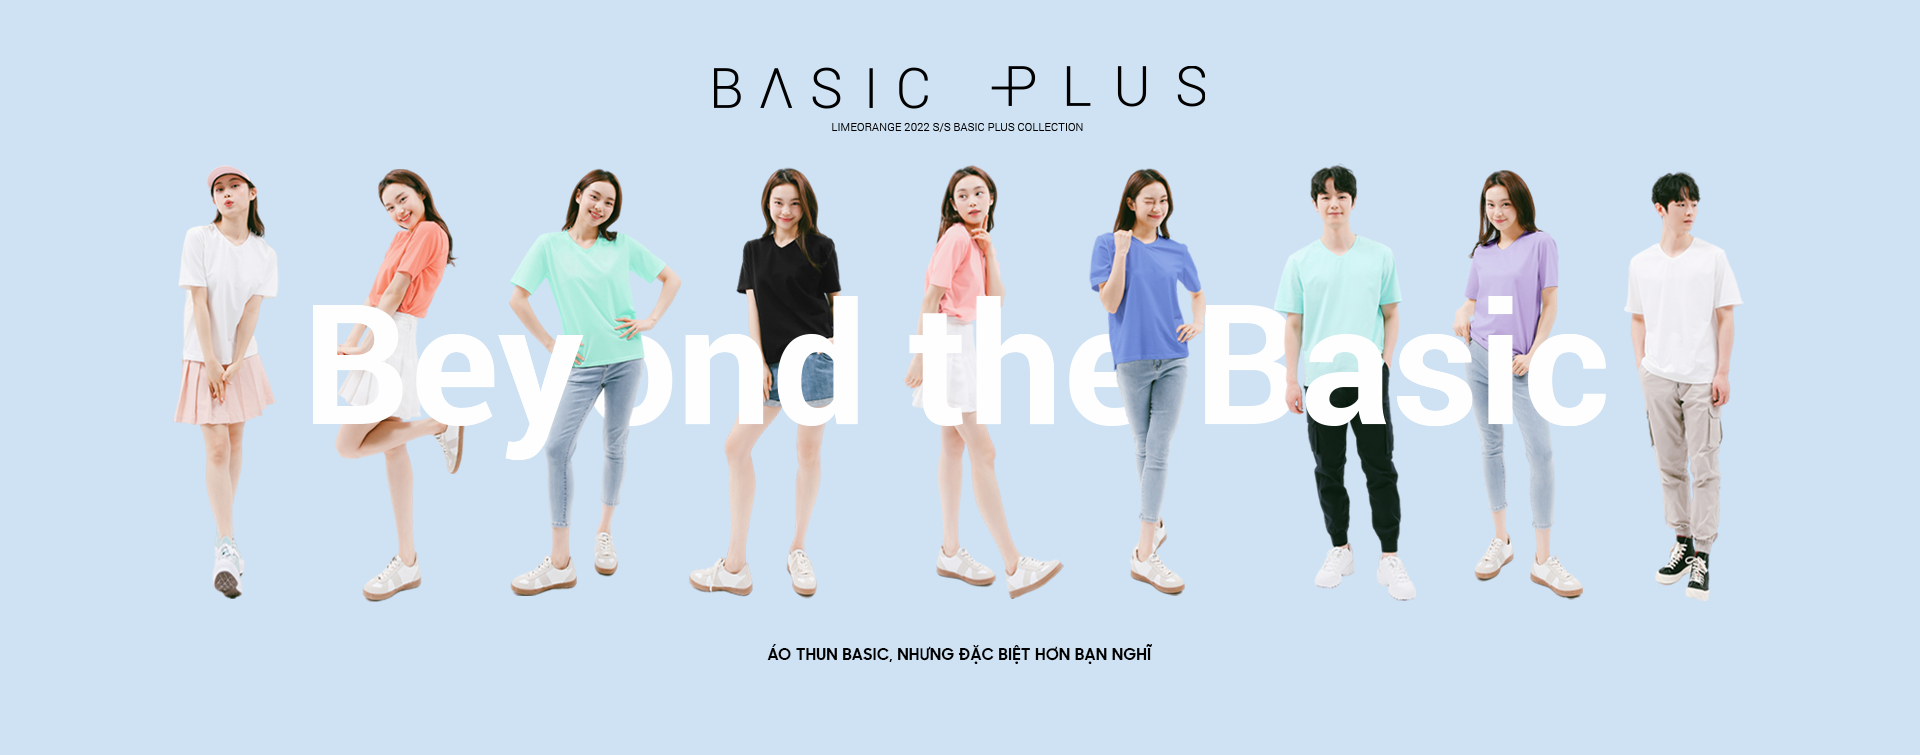 BASIC PLUS
LIMEORANGE 2022 S/S BASIC PLUS COLLECTION
Beyond the Basic
ÁO THUN BASIC, NHƯNG ĐẶC BIỆT HƠN BẠN NGHĨ